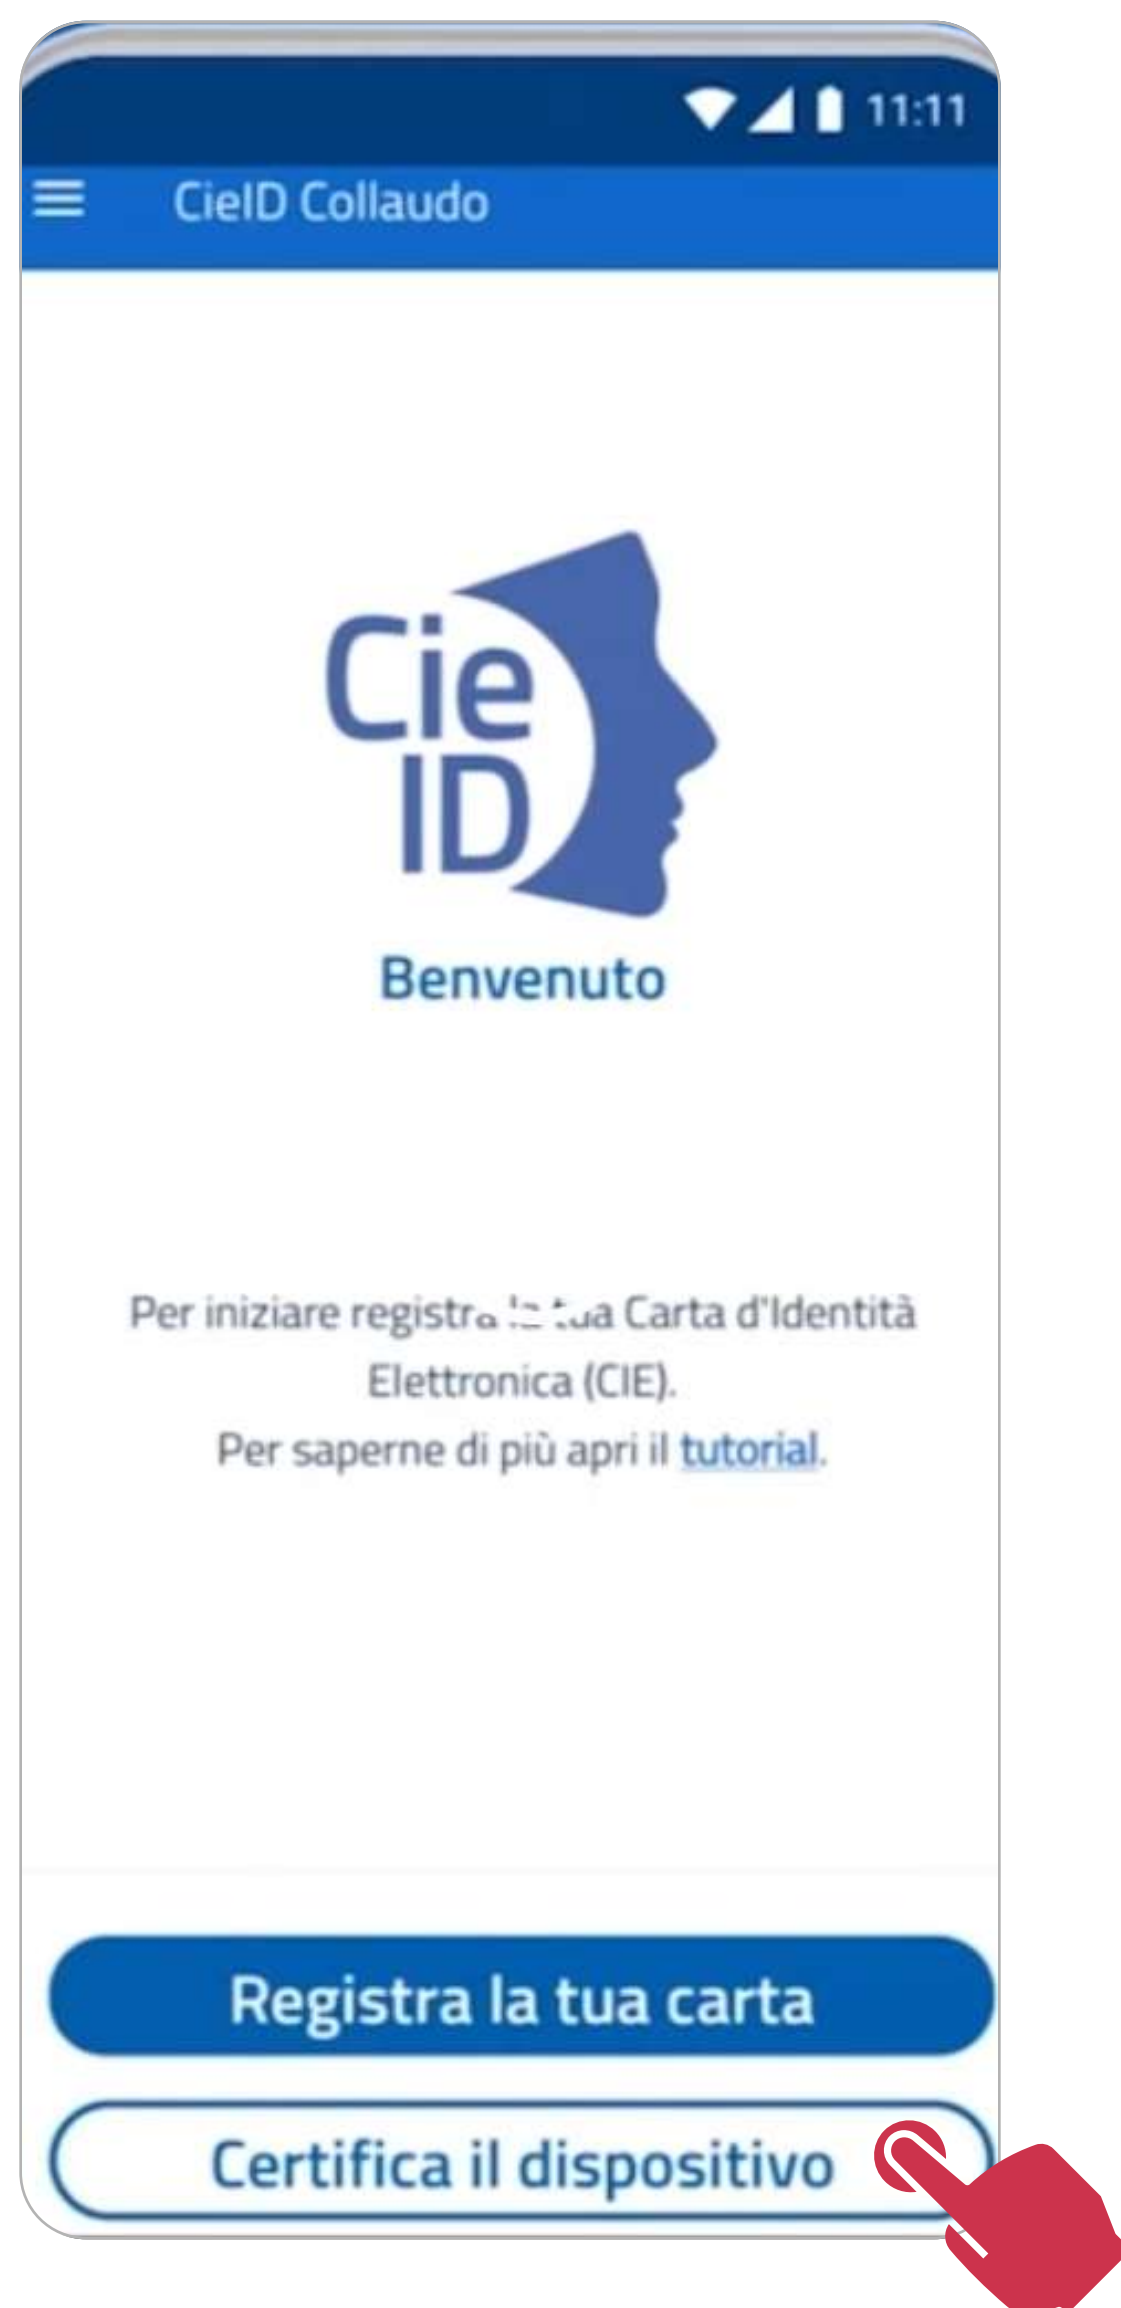 11:11
CieID Collaudo
Cie
ID
Benvenuto
Per iniziare registra la tua Carta d'Identità
Elettronica (CIE).
Per saperne di più apri il tutorial.
Registra la tua carta
Certifica il dispositivo